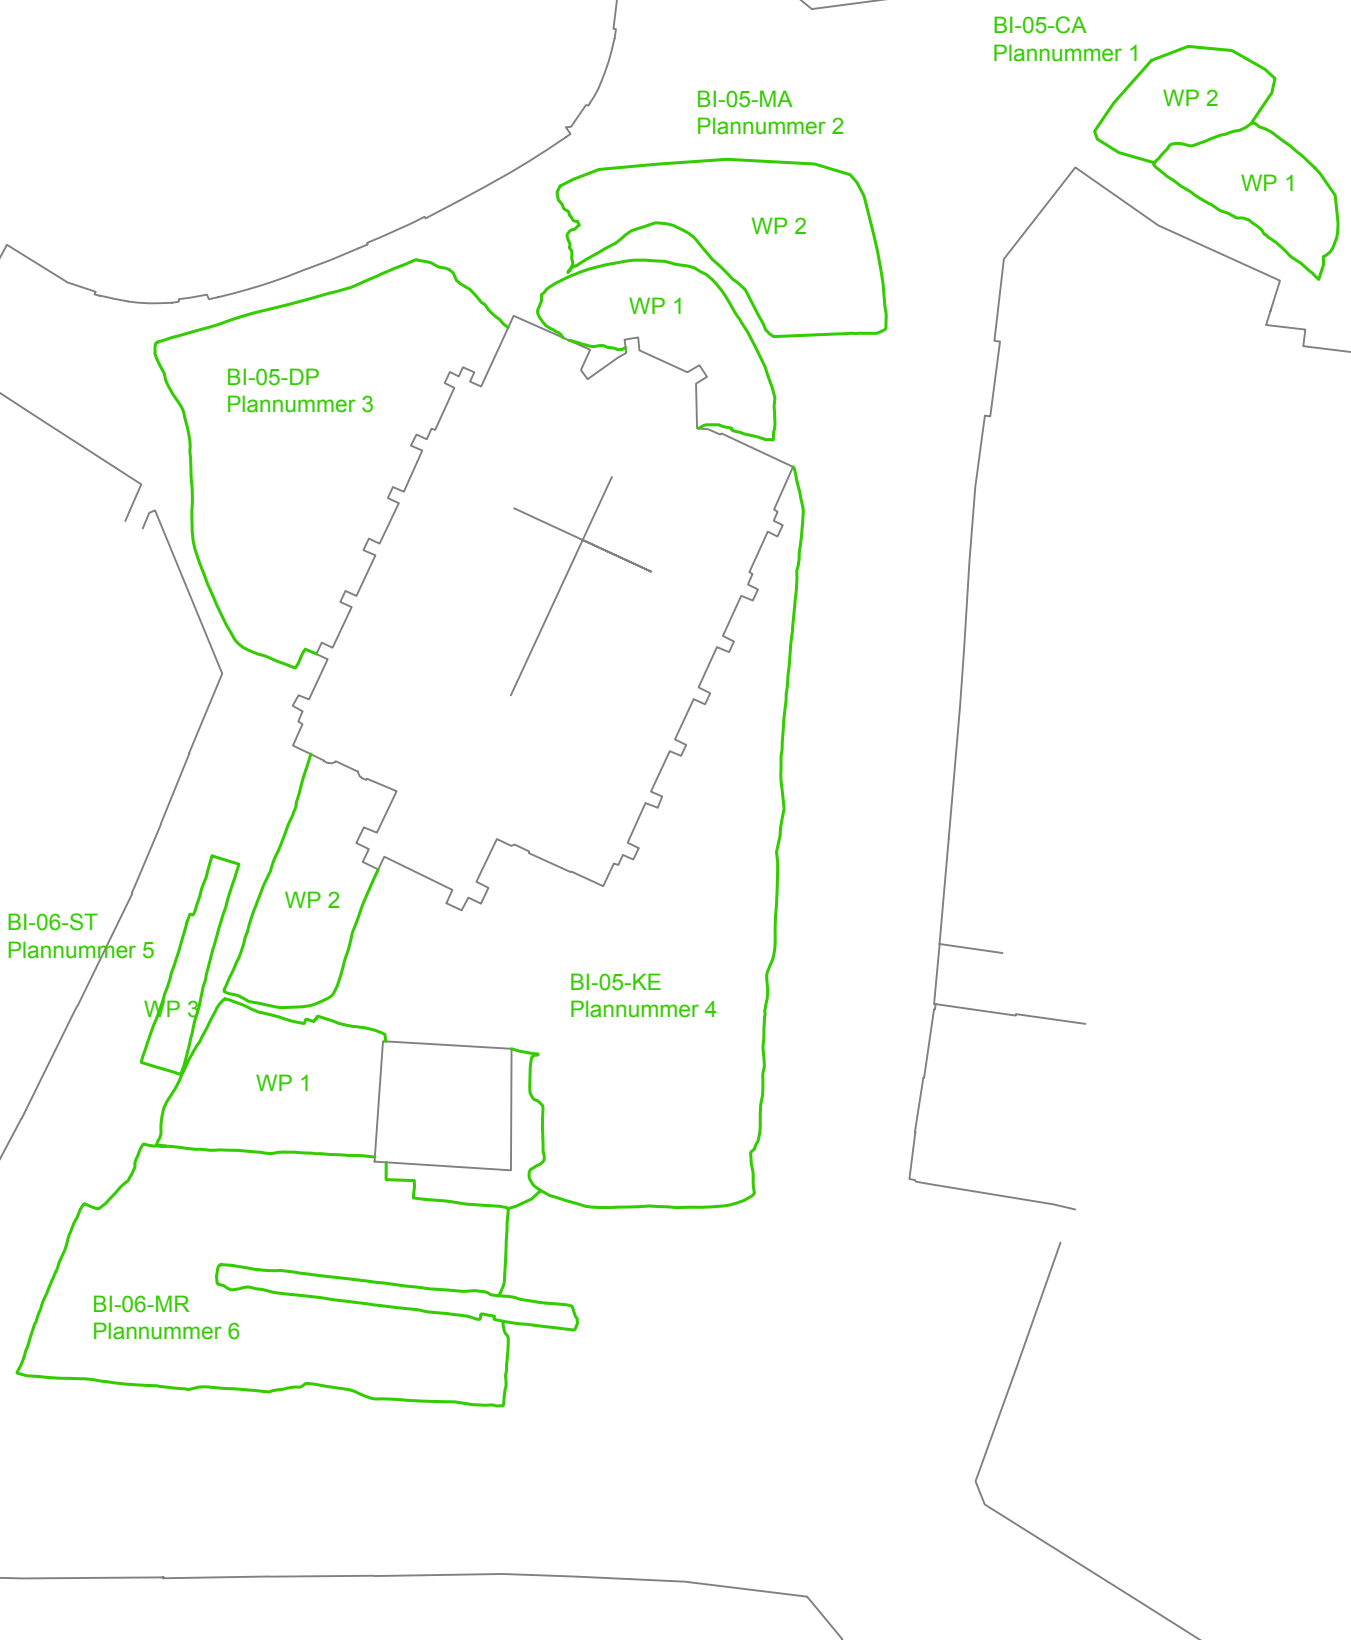 BI-05-CA
Plannummer 1
WP 2
WP 1
BI-05-MA
Plannummer 2
WP 2
WP 1
BI-05-DP
Plannummer 3
WP 2
BI-06-ST
Plannummer 5
WP 3
WP 1
BI-05-KE
Plannummer 4
BI-06-MR
Plannummer 6